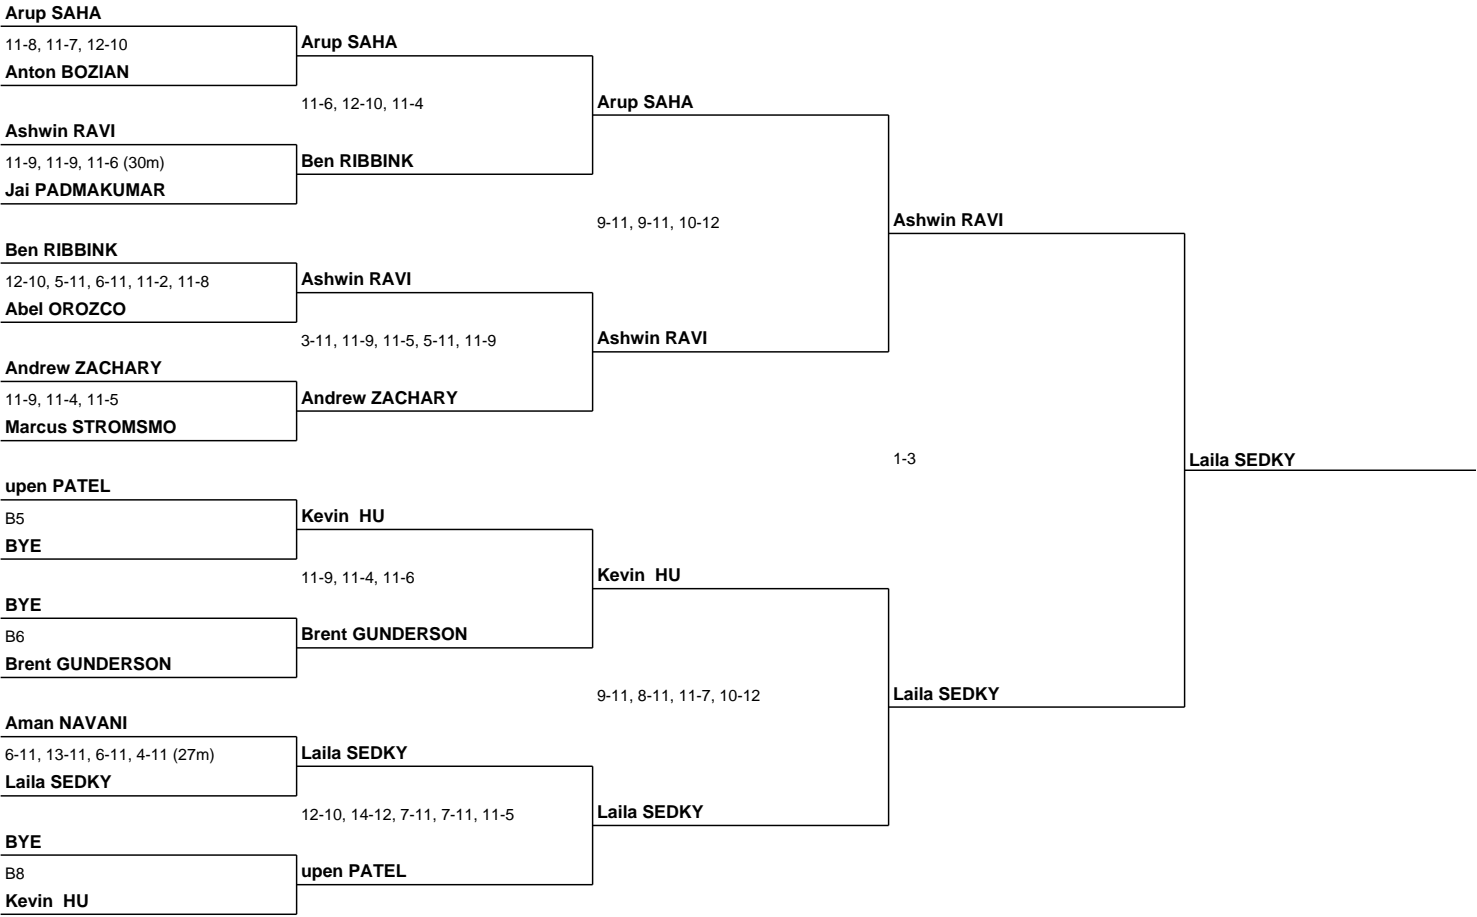 Arup SAHA
11-8, 11-7, 12-10
Anton BOZIAN
Ashwin RAVI
11-9, 11-9, 11-6 (30m)
Jai PADMAKUMAR
Ben RIBBINK
12-10, 5-11, 6-11, 11-2, 11-8
Abel OROZCO
Andrew ZACHARY
11-9, 11-4, 11-5
Marcus STROMSMO
upen PATEL
B5
BYE
BYE
B6
Brent GUNDERSON
Aman NAVANI
6-11, 13-11, 6-11, 4-11 (27m)
Laila SEDKY
BYE
B8
Kevin  HU
Arup SAHA
11-6, 12-10, 11-4
Ben RIBBINK
Ashwin RAVI
3-11, 11-9, 11-5, 5-11, 11-9
Andrew ZACHARY
Kevin  HU
11-9, 11-4, 11-6
Brent GUNDERSON
Laila SEDKY
12-10, 14-12, 7-11, 7-11, 11-5
upen PATEL
Arup SAHA
9-11, 9-11, 10-12
Ashwin RAVI
Kevin  HU
9-11, 8-11, 11-7, 10-12
Laila SEDKY
Ashwin RAVI
1-3
Laila SEDKY
Laila SEDKY